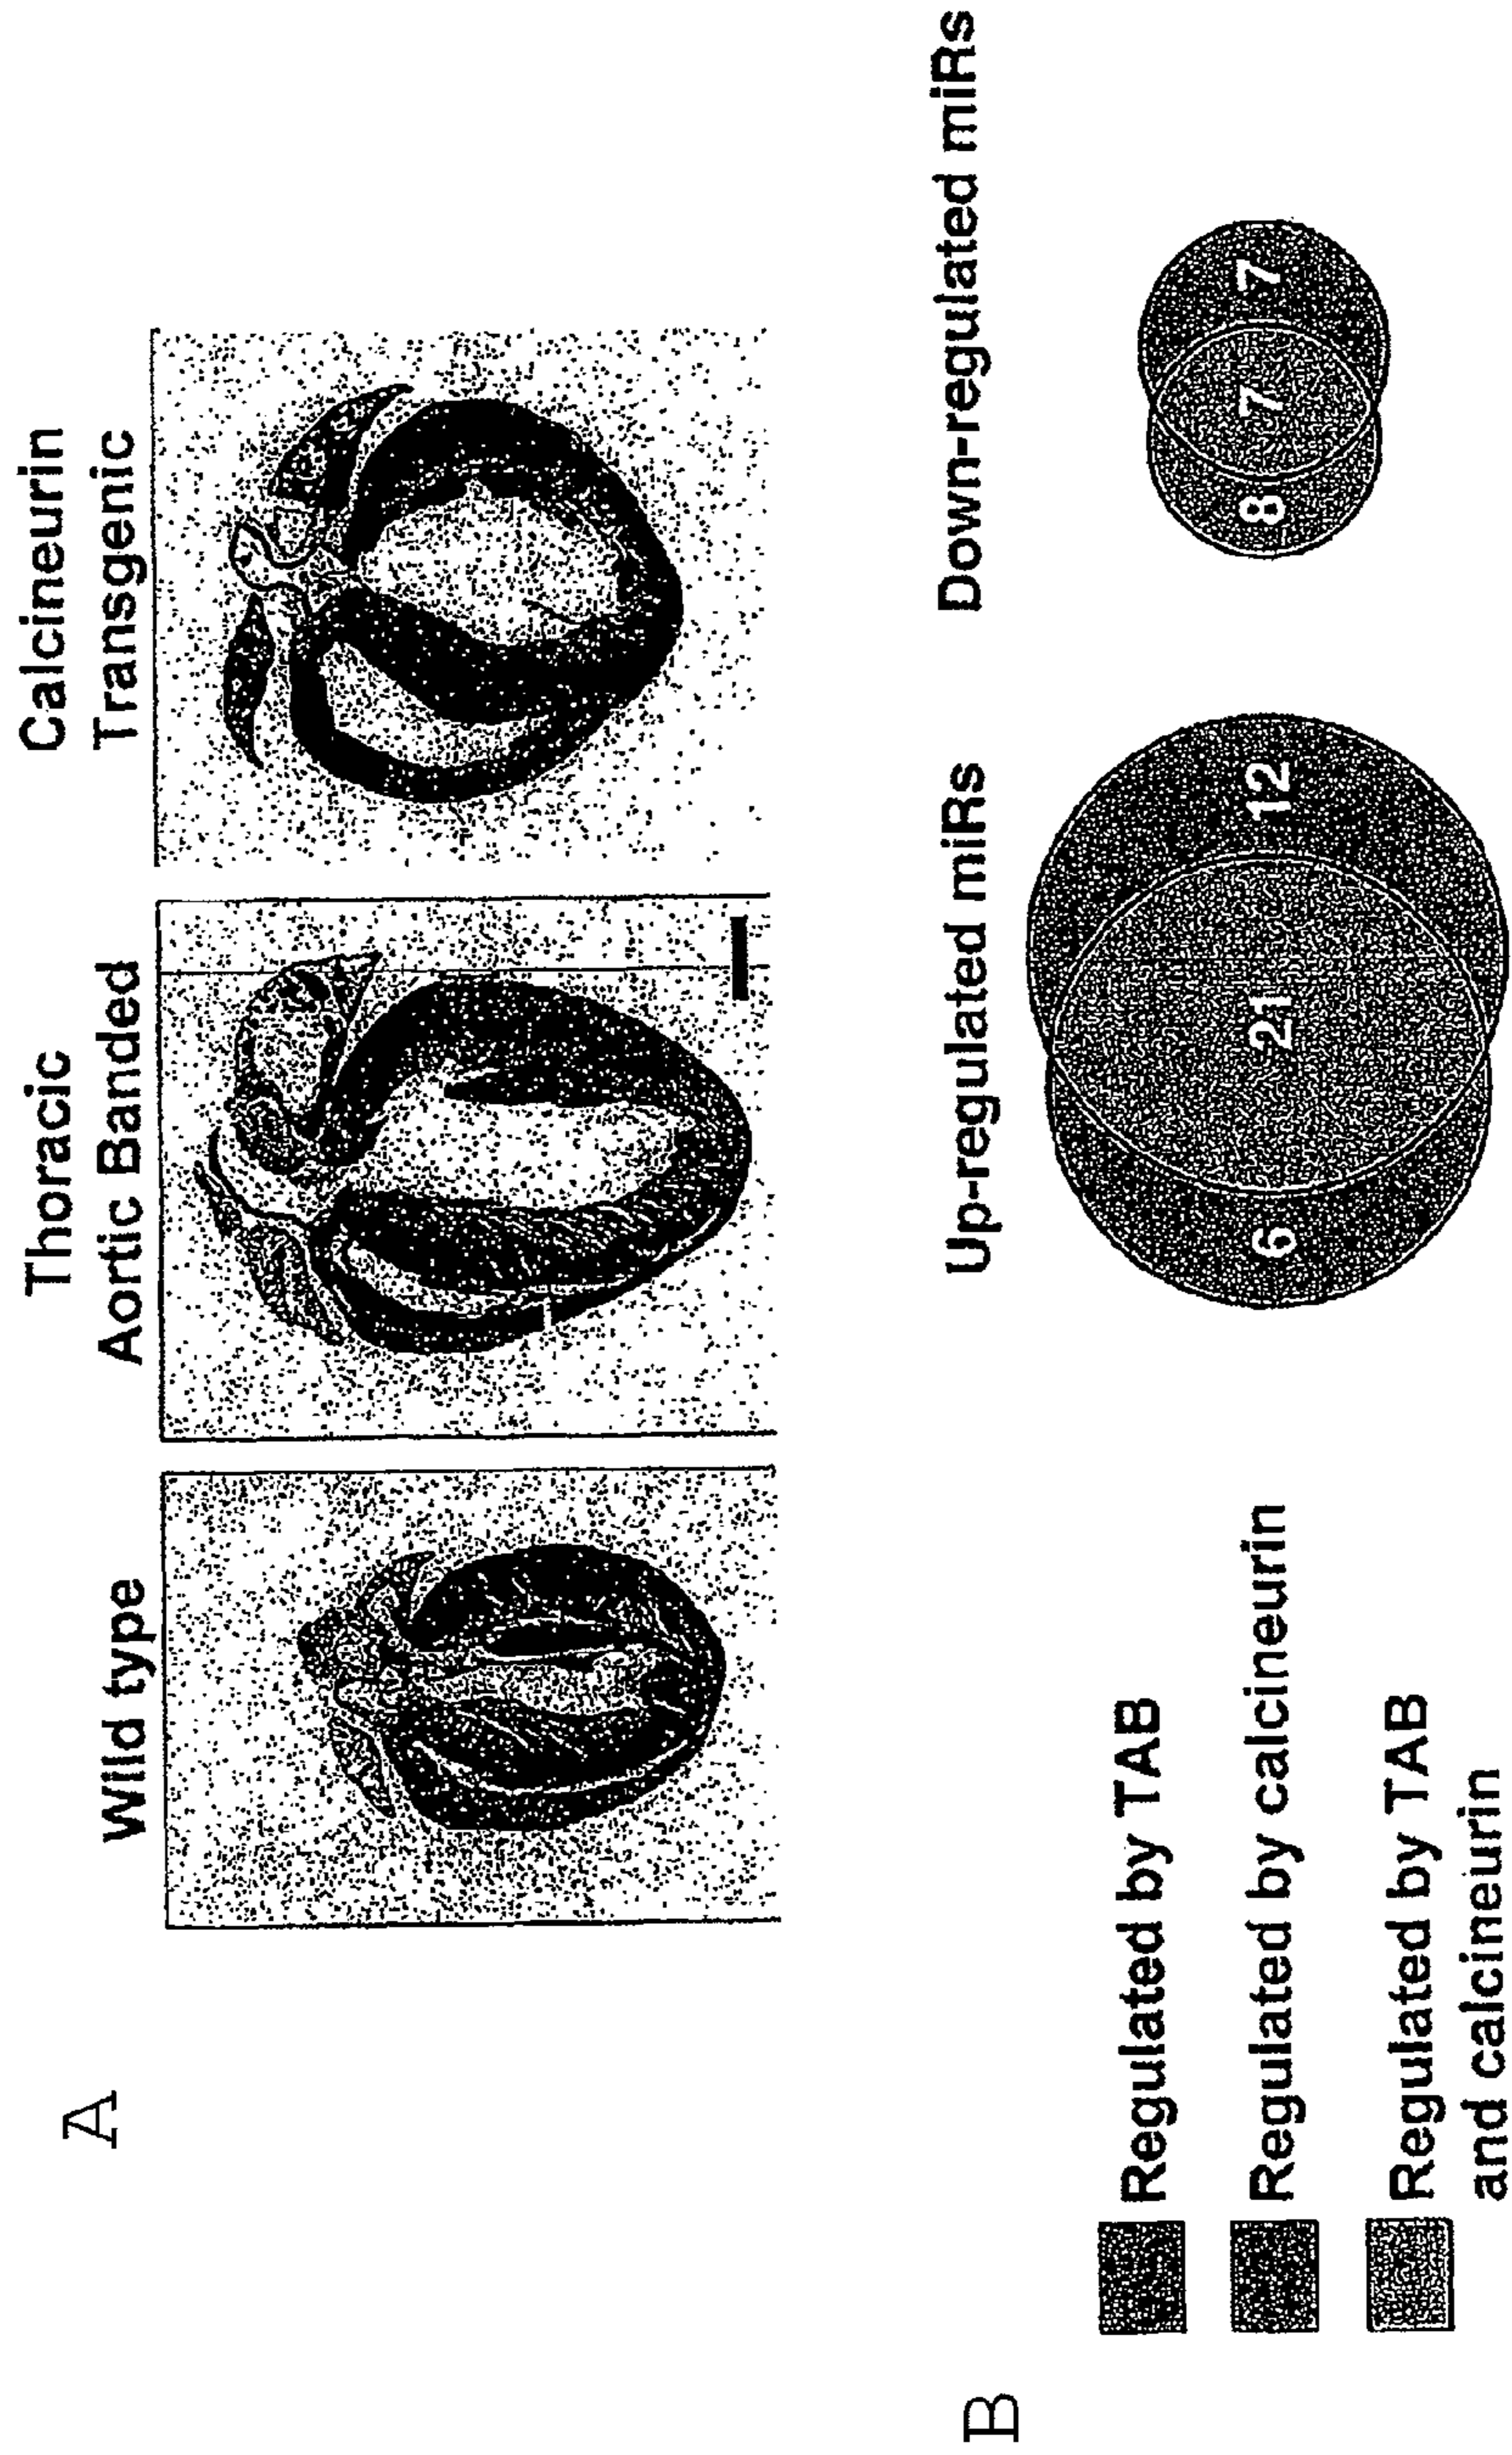 A
Wild type
Thoracic
Aortic Banded
Calcineurin
Transgenic
B
Regulated by TAB
Regulated by calcineurin
Regulated by TAB
and calcineurin
Up-regulated miRs
6
21
12
Down-regulated miRs
8
7
7